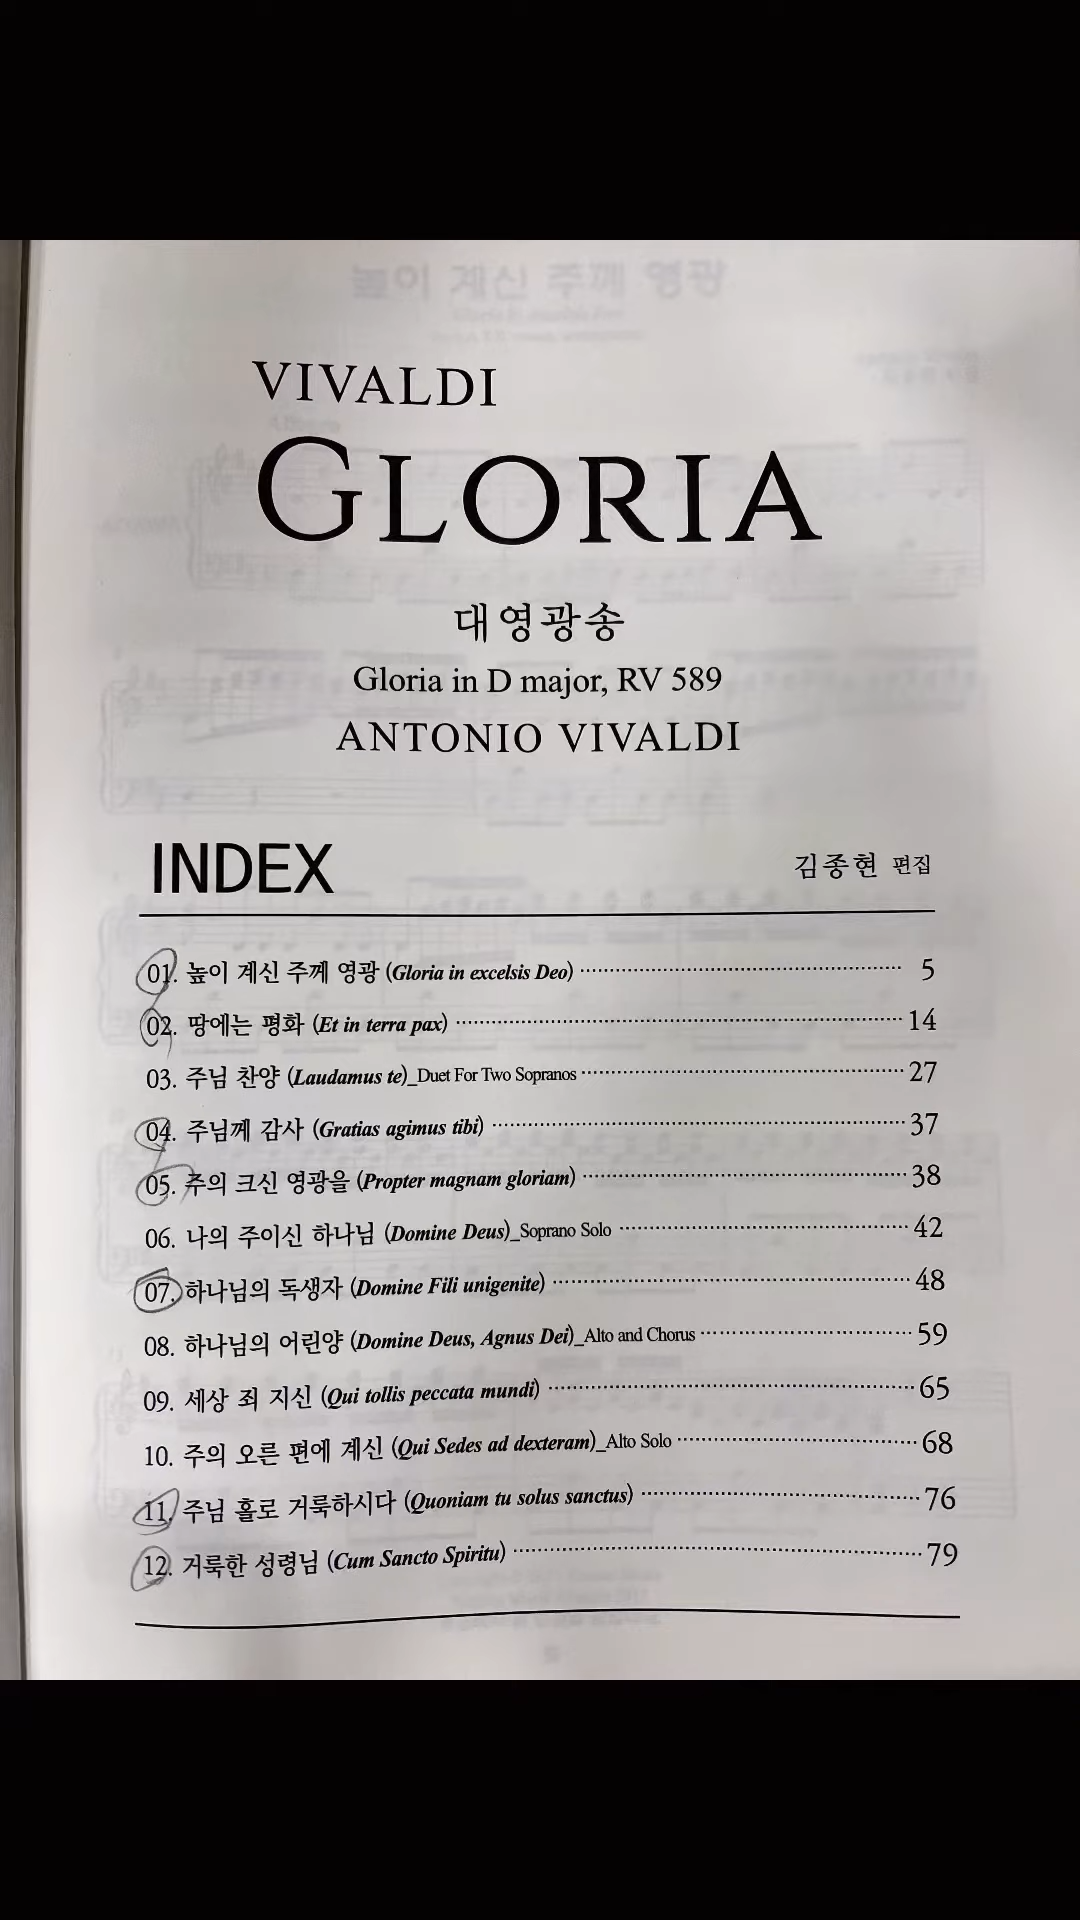 VIVALDI
GLORIA
대영광송
Gloria in D major, RV 589
ANTONIO VIVALDI
INDEX
김종현 편집
01. 높이 계신 주께 영광 (Gloria in excelsis Deo) 5
02. 땅에는 평화 (Et in terra pax) 14
03. 주님 찬양 (Laudamus te)_Duet For Two Sopranos 27
04. 주님께 감사 (Gratias agimus tibi) 37
05. 주의 크신 영광을 (Propter magnam gloriam) 38
06. 나의 주이신 하나님 (Domine Deus)_Soprano Solo 42
07. 하나님의 독생자 (Domine Fili unigenite) 48
08. 하나님의 어린양 (Domine Deus, Agnus Dei)_Alto and Chorus 59
09. 세상 죄 지신 (Qui tollis peccata mundi) 65
10. 주의 오른 편에 계신 (Qui Sedes ad dexteram)_Alto Solo 68
11. 주님 홀로 거룩하시다 (Quoniam tu solus sanctus) 76
12. 거룩한 성령님 (Cum Sancto Spiritu) 79